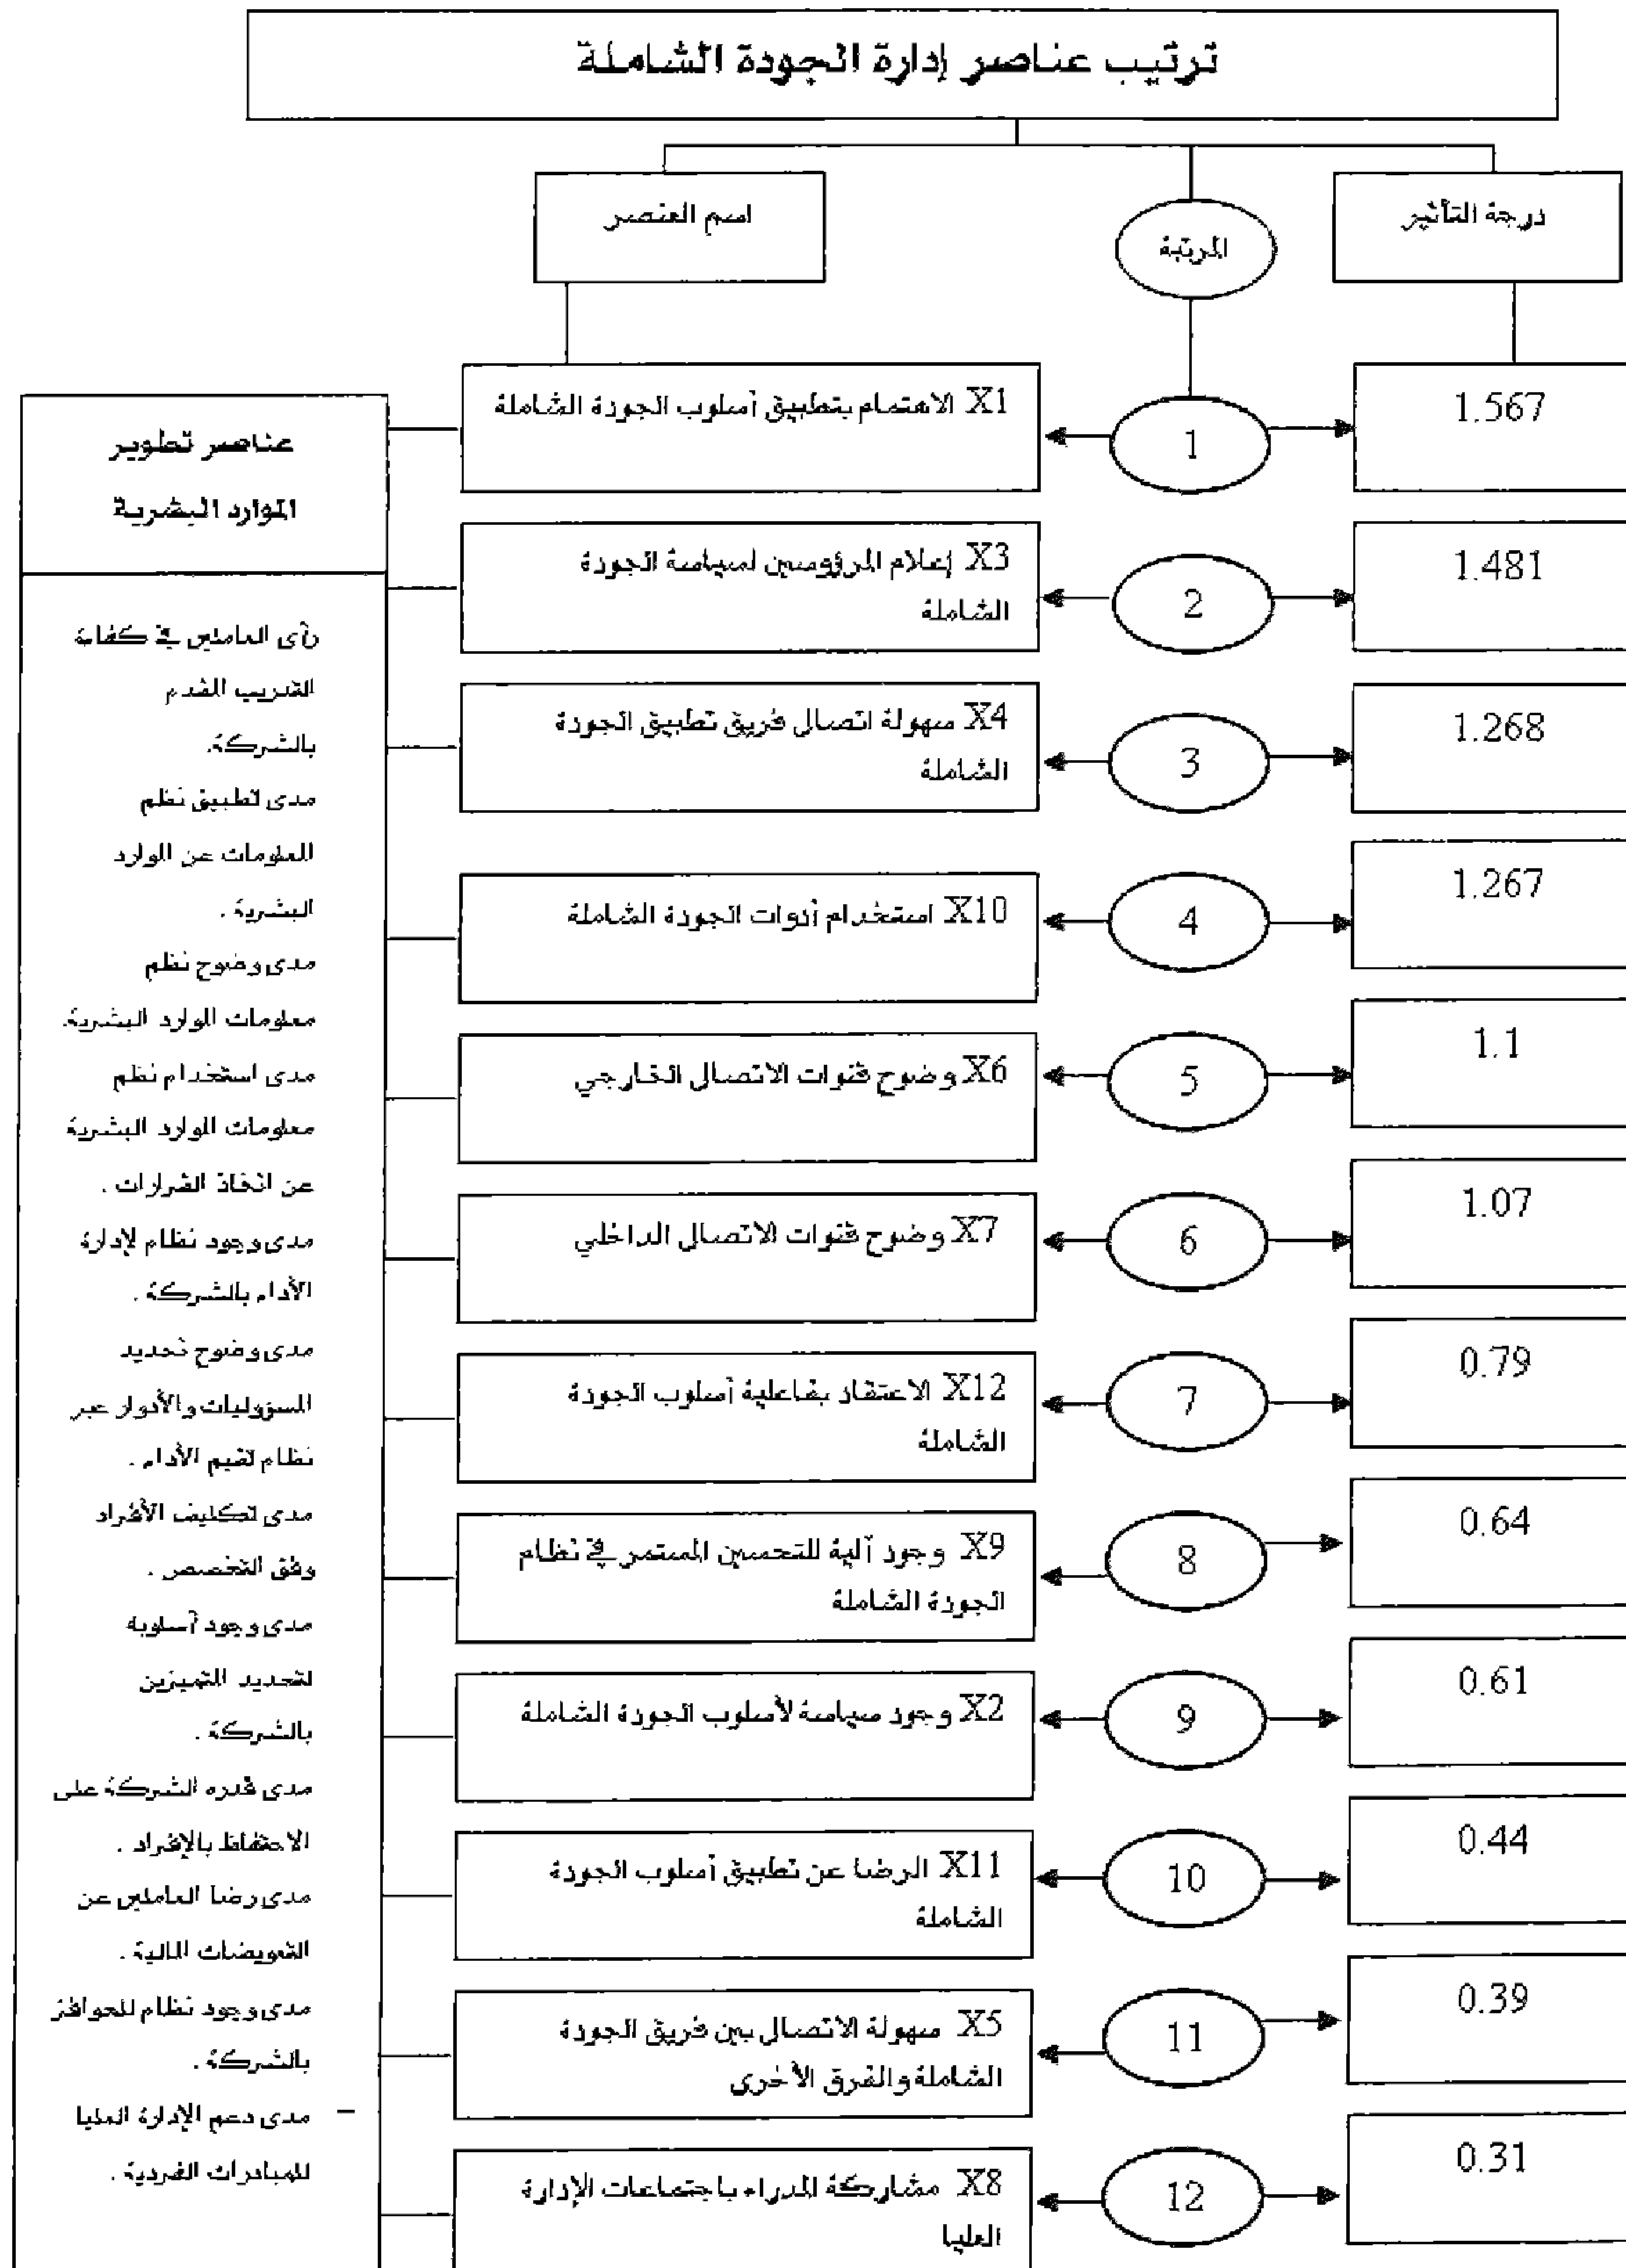 ترتيب عناصر إدارة الجودة الشاملة
درجة التأثير
المرتبة
اسم العنصر
1.567
1
X1 الاهتمام بتطبيق أسلوب الجودة الشاملة
1.481
2
X3 إعلام المرؤوسين لسياسة الجودة
الشاملة
1.268
3
X4 سهولة اتصال فريق تطبيق الجودة
الشاملة
1.267
4
X10 استخدام أدوات الجودة الشاملة
1.1
5
X6 وضوح قنوات الاتصال الخارجي
1.07
6
X7 وضوح قنوات الاتصال الداخلي
0.79
7
X12 الاعتقاد بفاعلية أسلوب الجودة
الشاملة
0.64
8
X9 وجود آلية للتحسين المستمر في نظام
الجودة الشاملة
0.61
9
X2 وجود سياسة لأسلوب الجودة الشاملة
0.44
10
X11 الرضا عن تطبيق أسلوب الجودة
الشاملة
0.39
11
X5 سهولة الاتصال بين فريق الجودة
الشاملة والفرق الأخرى
0.31
12
X8 مشاركة المدراء باجتماعات الإدارة
العليا
عناصر تطوير
الموارد البشرية
رأى العاملين في كفاءة
التدريب المقدم
بالشركة.
مدى تطبيق نظم
المعلومات عن الموارد
البشرية .
مدى وضوح نظم
معلومات الموارد البشرية.
مدى استخدام نظم
معلومات الموارد البشرية
عن اتخاذ القرارات .
مدى وجود نظام لإدارة
الأداء بالشركة .
مدى وضوح تحديد
المسؤوليات والأدوار عبر
نظام تقيم الأداء .
مدى تكليف الأفراد
وفق التخصص .
مدى وجود أسلوبه
لتحديد المتميزين
بالشركة .
مدى قدره الشركة على
الاحتفاظ بالإفراد .
مدى رضا العاملين عن
التعويضات المالية .
مدى وجود نظام للحوافز
بالشركة .
– مدى دعم الإدارة العليا
للمبادرات الفردية .